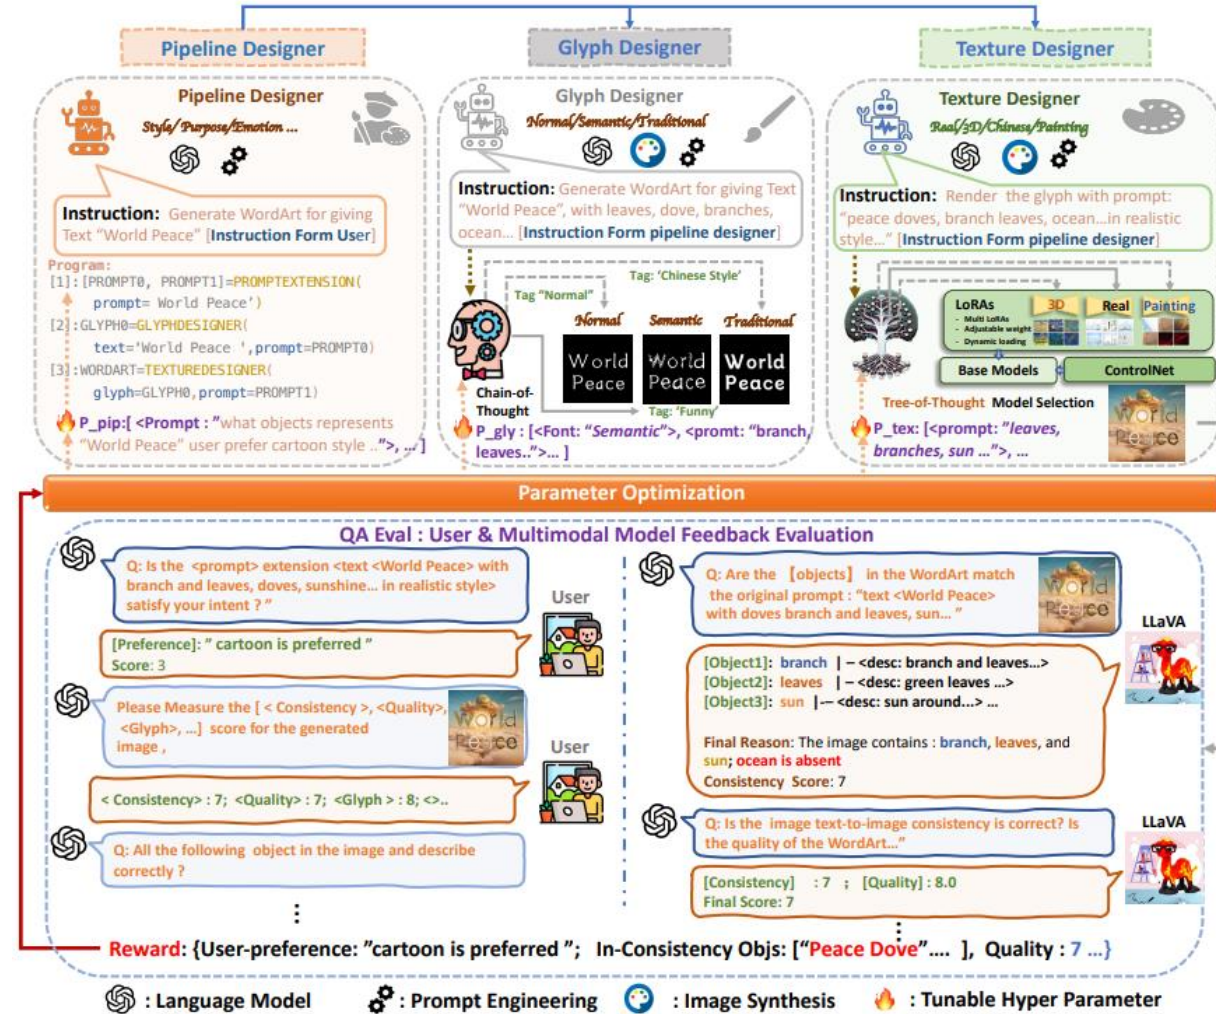 Pipeline Designer
Glyph Designer
Texture Designer
Pipeline Designer
Style/ Purpose/Emotion ...
Instruction: Generate WordArt for giving
Text “World Peace” [Instruction Form User]
Program:
[1]:[PROMPT0, PROMPT1]=PROMPTEXTENSION(
prompt= World Peace’)
[2]:GLYPH0=GLYPHDESIGNER(
text='World Peace ',prompt=PROMPT0)
[3]:WORDART=TEXTUREDESIGNER(
glyph=GLYPH0,prompt=PROMPT1)
P_pip:[ <Prompt : ”what objects represents
“World Peace” user prefer cartoon style ..”>, ... ]
Glyph Designer
Normal/Semantic/Traditional
Instruction: Generate WordArt for giving Text
“World Peace”, with leaves, dove, branches,
ocean... [Instruction Form pipeline designer]
Tag: ‘Chinese Style’
Tag “Normal”
Normal Semantic Traditional
World Peace
World Peace
World Peace
Chain-of-
Thought
Tag: ‘Funny’
P_gly : [<Font: “Semantic”>, <promt: “branch,
leaves..”>... ]
Texture Designer
Real/3D/Chinese/Painting
Instruction: Render the glyph with prompt:
“peace doves, branch leaves, ocean...in realistic
style...” [Instruction Form pipeline designer]
LoRAs
- Multi LoRAs
- Adjustable weight
- Dynamic loading
3D Real Painting
Base Models
ControlNet
Tree-of-Thought Model Selection
P_tex: [<prompt: “leaves,
branches, sun ...”>, ...
World
Peace
Parameter Optimization
QA Eval : User & Multimodal Model Feedback Evaluation
Q: Is the <prompt> extension <text <World Peace> with
branch and leaves, doves, sunshine... in realistic style>
satisfy your intent ? ”
User
[Preference]: ” cartoon is preferred ”
Score: 3
Please Measure the [ < Consistency >, <Quality>,
<Glyph>, ...] score for the generated
image ,
World
Peace
User
< Consistency> : 7; <Quality> : 7; <Glyph > : 8; <>..
Q: All the following object in the image and describe
correctly ?
Q: Are the 【objects】 in the WordArt match
the original prompt : “text <World Peace>
with doves branch and leaves, sun... ”
World
Peace
LLaVA
[Object1]: branch | – <desc: branch and leaves...>
[Object2]: leaves | – <desc: green leaves ...>
[Object3]: sun |-– <desc: sun around...> ...
Final Reason: The image contains : branch, leaves, and
sun; ocean is absent
Consistency Score: 7
Q: Is the image text-to-image consistency is correct? Is
the quality of the WordArt...”
LLaVA
[Consistency] : 7 ; [Quality] : 8.0
Final Score: 7
Reward: {User-preference: ”cartoon is preferred ”; In-Consistency Objs: [“Peace Dove”.... ], Quality : 7 ...}
: Language Model : Prompt Engineering : Image Synthesis : Tunable Hyper Parameter